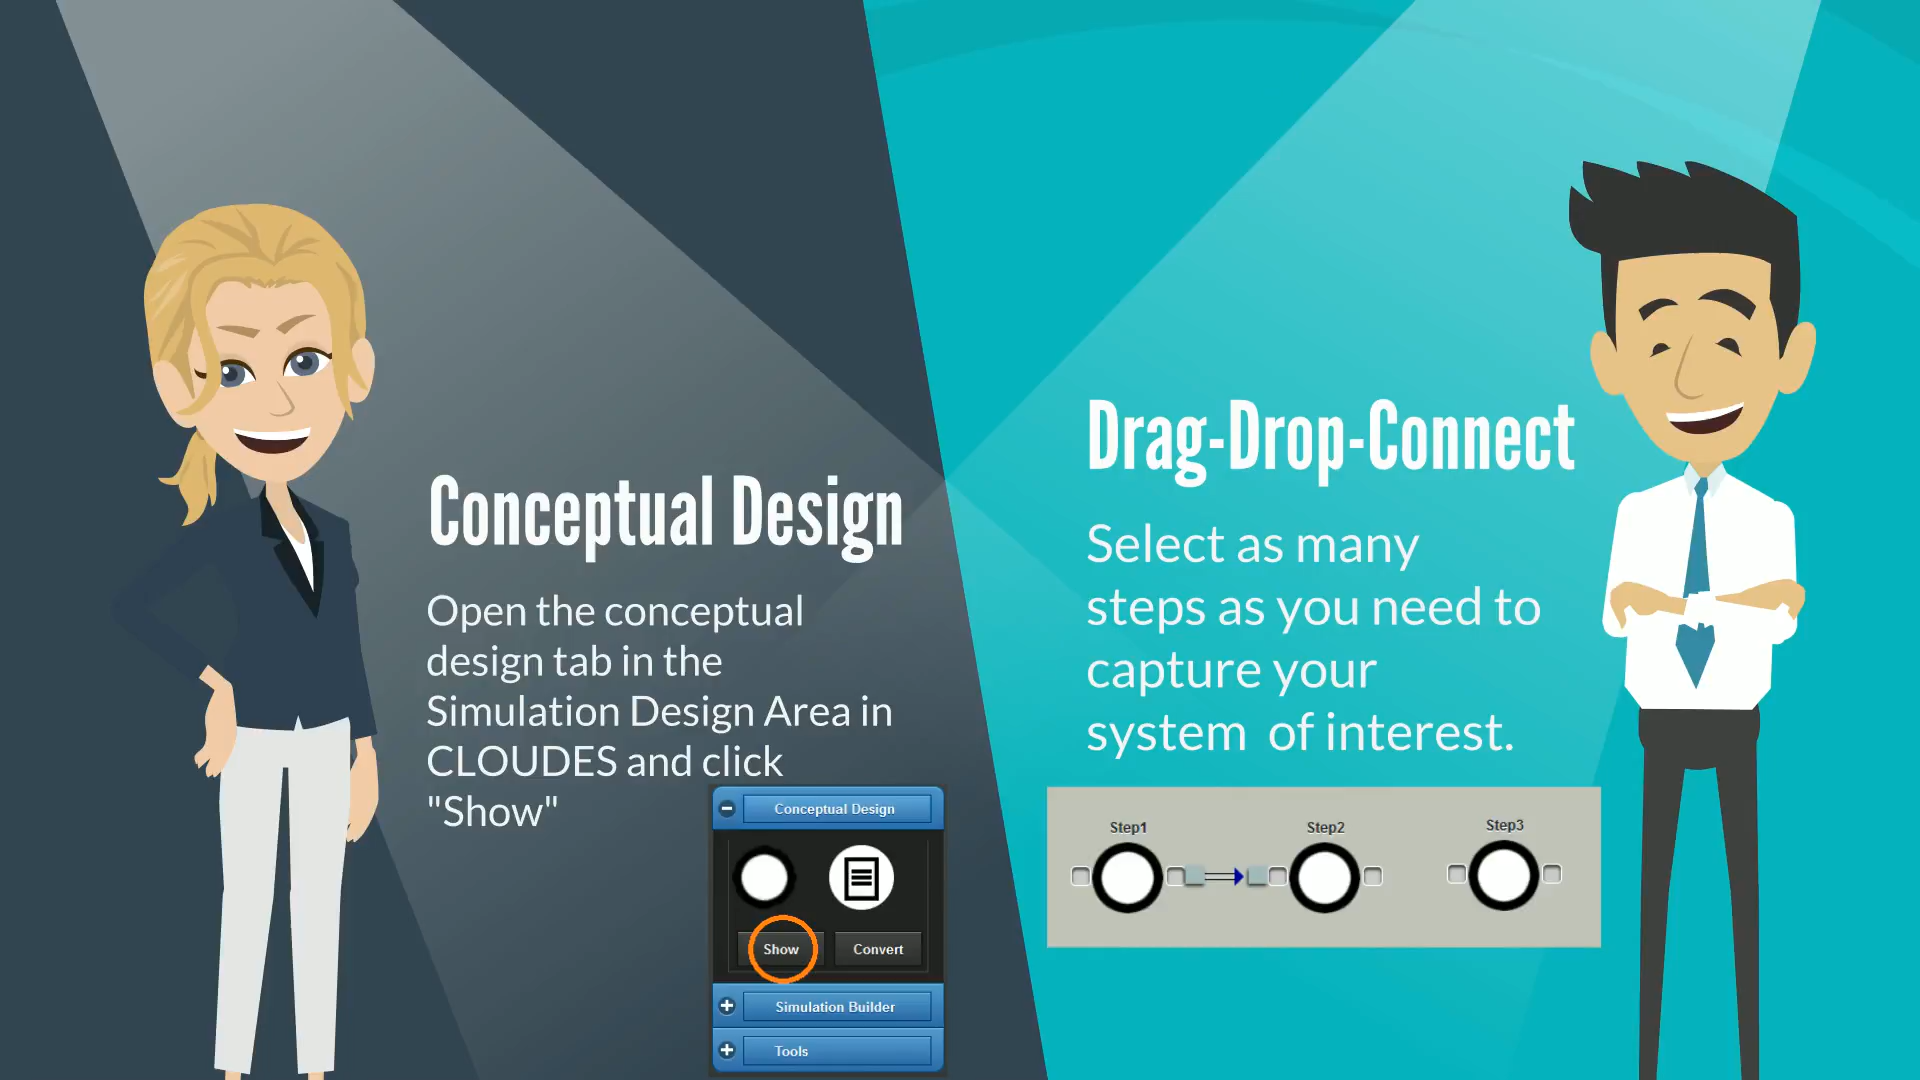 Conceptual Design
Open the conceptual
design tab in the
Simulation Design Area in
CLOUDES and click
"Show"
Conceptual Design
Show
Convert
Simulation Builder
Tools
Drag-Drop-Connect
Select as many
steps as you need to
capture your
system of interest.
Step1
Step2
Step3